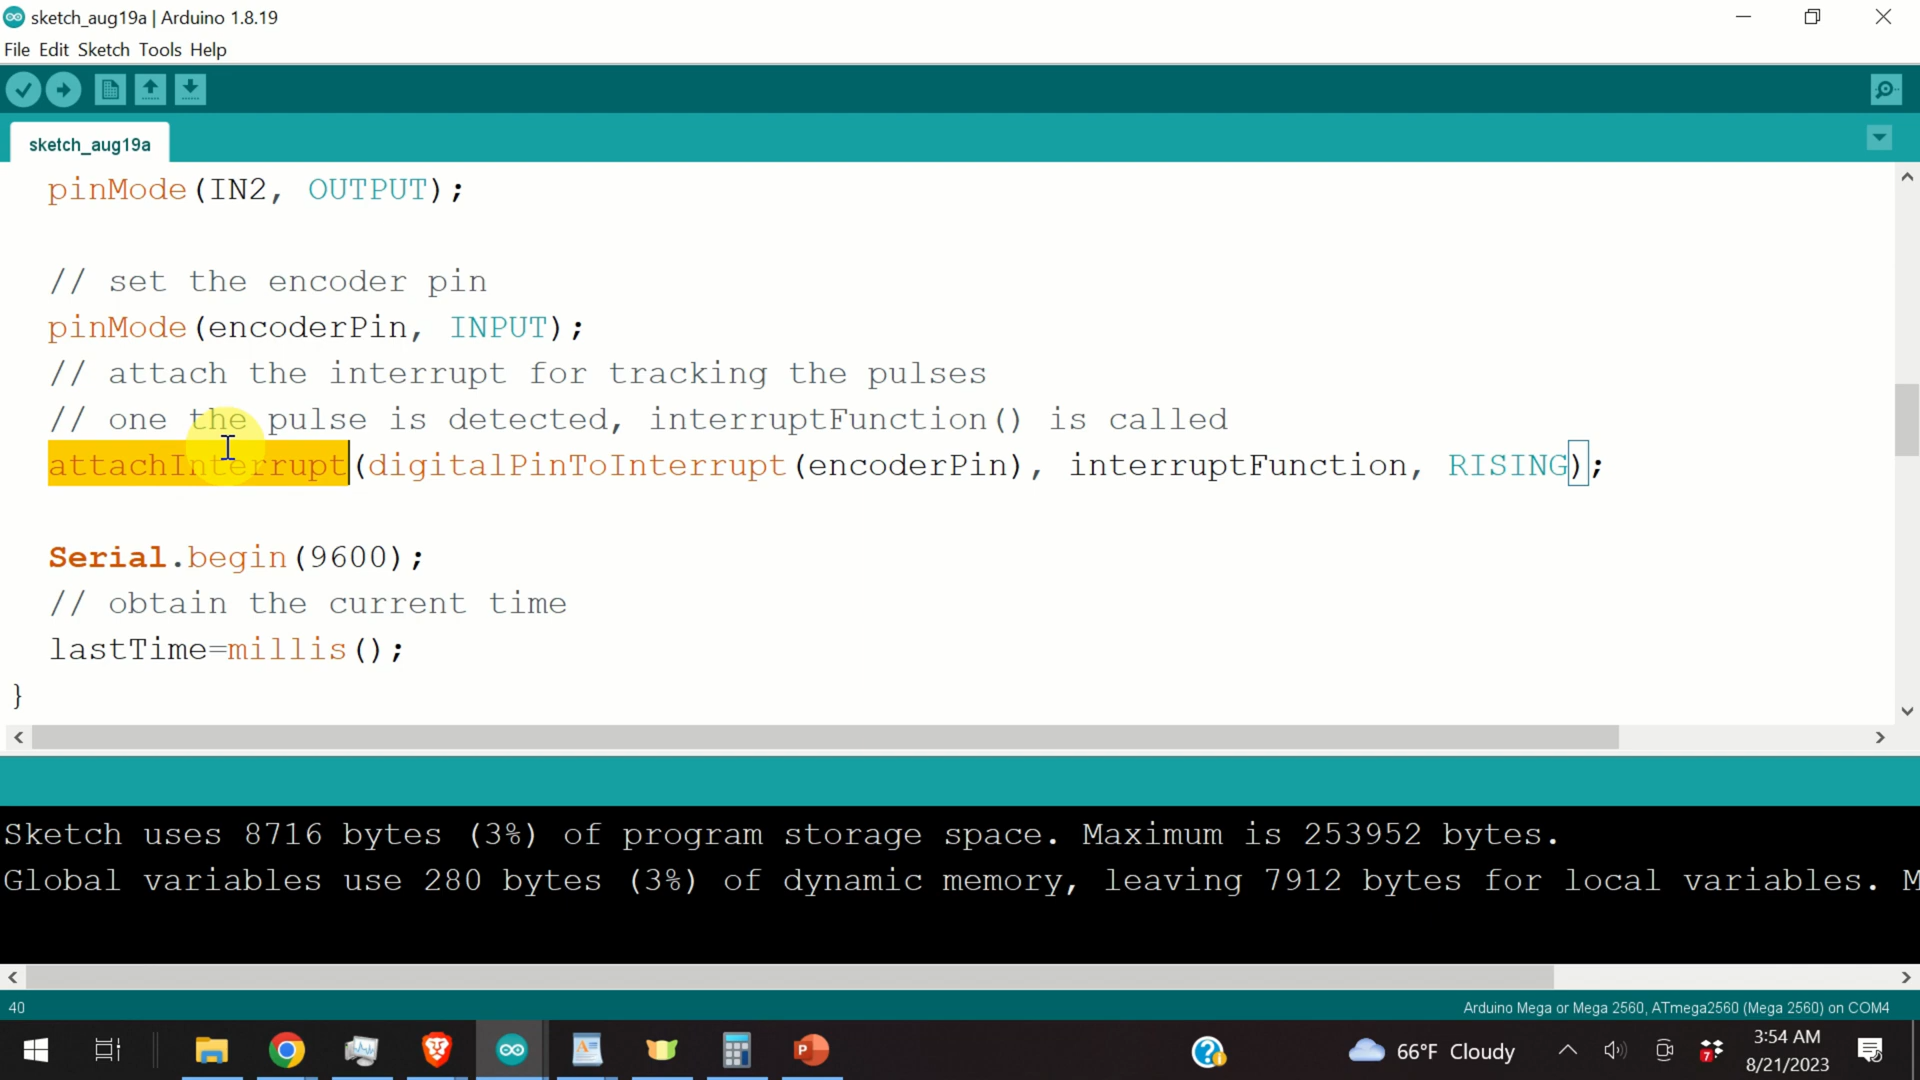 sketch_aug19a | Arduino 1.8.19
File Edit Sketch Tools Help
sketch_aug19a
pinMode(IN2, OUTPUT);
// set the encoder pin
pinMode(encoderPin, INPUT);
// attach the interrupt for tracking the pulses
// one the pulse is detected, interruptFunction() is called
attachInterrupt(digitalPinToInterrupt(encoderPin), interruptFunction, RISING);
Serial.begin(9600);
// obtain the current time
lastTime=millis();
}
Sketch uses 8716 bytes (3%) of program storage space. Maximum is 253952 bytes.
Global variables use 280 bytes (3%) of dynamic memory, leaving 7912 bytes for local variables. M
40
Arduino Mega or Mega 2560, ATmega2560 (Mega 2560) on COM4
66°F Cloudy
7
3:54 AM
8/21/2023